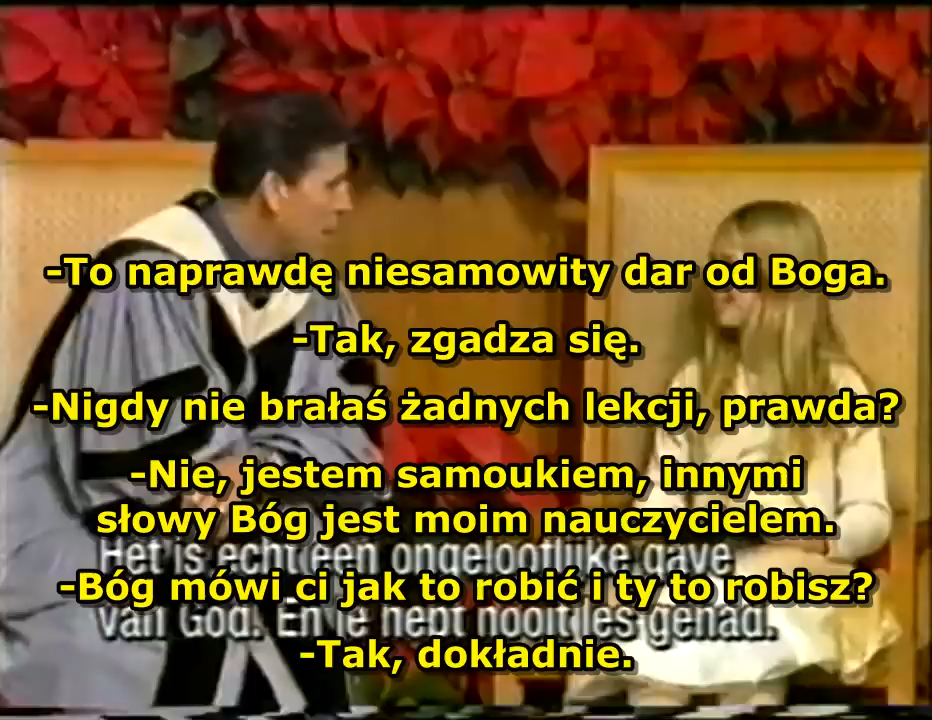 -To naprawdę niesamowity dar od Boga.
-Tak, zgadza się.
-Nigdy nie brałaś żadnych lekcji, prawda?
-Nie, jestem samoukiem, innymi
słowy Bóg jest moim nauczycielem.
Het is echt een ongelooflijke gave
-Bóg mówi ci jak to robić i ty to robisz?
van God. En je hebt nooit les gehad.
-Tak, dokładnie.